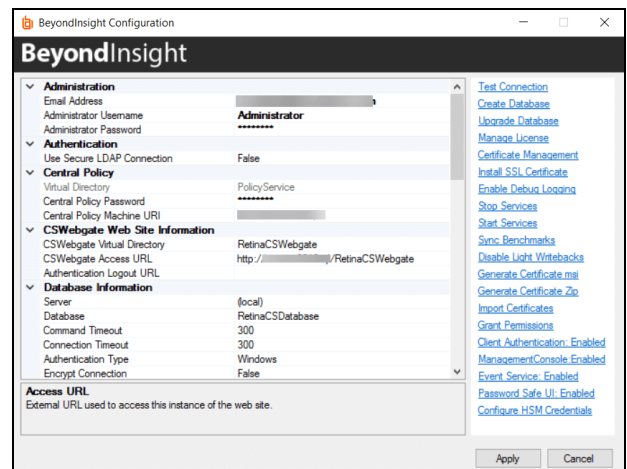 BeyondInsight Configuration
BeyondInsight
Administration
Email Address
Administrator Username Administrator
Administrator Password ********
Authentication
Use Secure LDAP Connection False
Central Policy
Virtual Directory PolicyService
Central Policy Password ********
Central Policy Machine URI
CSWebgate Web Site Information
CSWebgate Virtual Directory RetinaCSWebgate
CSWebgate Access URL http:// /RetinaCSWebgate
Authentication Logout URL
Database Information
Server (local)
Database RetinaCSDatabase
Command Timeout 300
Connection Timeout 300
Authentication Type Windows
Encrypt Connection False
Access URL
External URL used to access this instance of the web site.
Test Connection
Create Database
Upgrade Database
Manage License
Certificate Management
Install SSL Certificate
Enable Debug Logging
Stop Services
Start Services
Sync Benchmarks
Disable Light Writebacks
Generate Certificate msi
Generate Certificate Zip
Import Certificates
Grant Permissions
Client Authentication: Enabled
ManagementConsole:Enabled
Event Service: Enabled
Password Safe UI: Enabled
Configure HSM Credentials
Apply Cancel